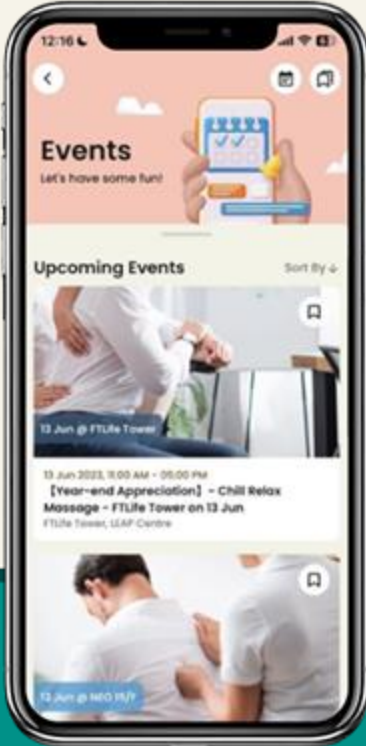 12:16
Events
Let's have some fun!
Upcoming Events
Sort By ↓
13 Jun @ FTLife Tower
13 Jun 2023, 11:00 AM - 05:00 PM
【Year-end Appreciation】 - Chill Relax
Massage - FTLife Tower on 13 Jun
FTLife Tower, LEAP Centre
13 Jun @ NEO 15/F